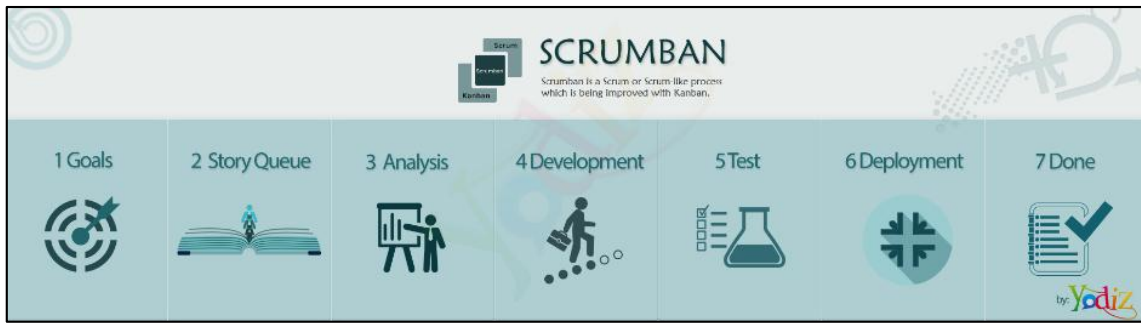 Scrum
Scrumban
Kanban
SCRUMBAN
Scrumban is a Scrum or Scrum-like process
which is being improved with Kanban.
1 Goals
2 Story Queue
3 Analysis
4 Development
5 Test
6 Deployment
7 Done
by: Yodiz
Yodiz